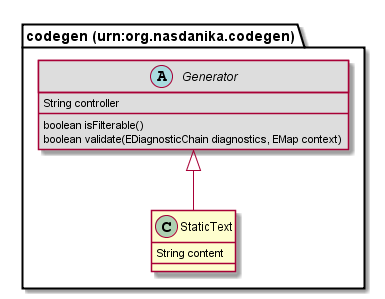 codegen (urn:org.nasdanika.codegen)
A Generator
String controller
boolean isFilterable()
boolean validate(EDiagnosticChain diagnostics, EMap context)
C StaticText
String content